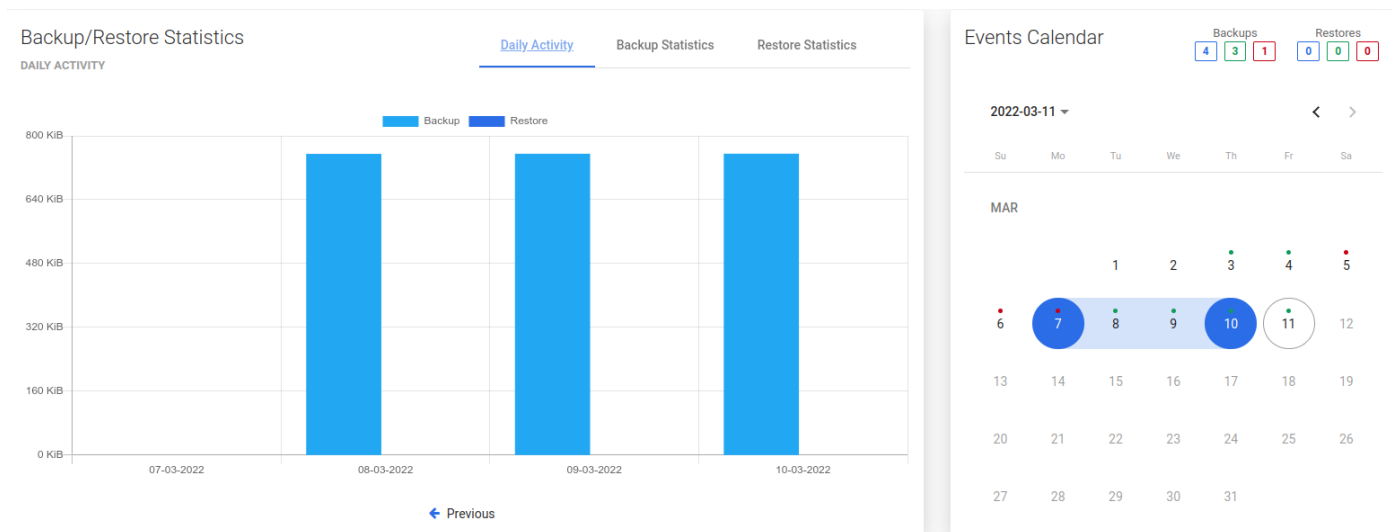 Backup/Restore Statistics
DAILY ACTIVITY
Daily Activity Backup Statistics Restore Statistics
Backup Restore
800 KiB
640 KiB
480 KiB
320 KiB
160 KiB
0 KiB
07-03-2022 08-03-2022 09-03-2022 10-03-2022
Previous
Events Calendar
Backups Restores
4 3 1 0 0 0
2022-03-11
Su Mo Tu We Th Fr Sa
MAR
1 2 3 4 5
6 7 8 9 10 11 12
13 14 15 16 17 18 19
20 21 22 23 24 25 26
27 28 29 30 31